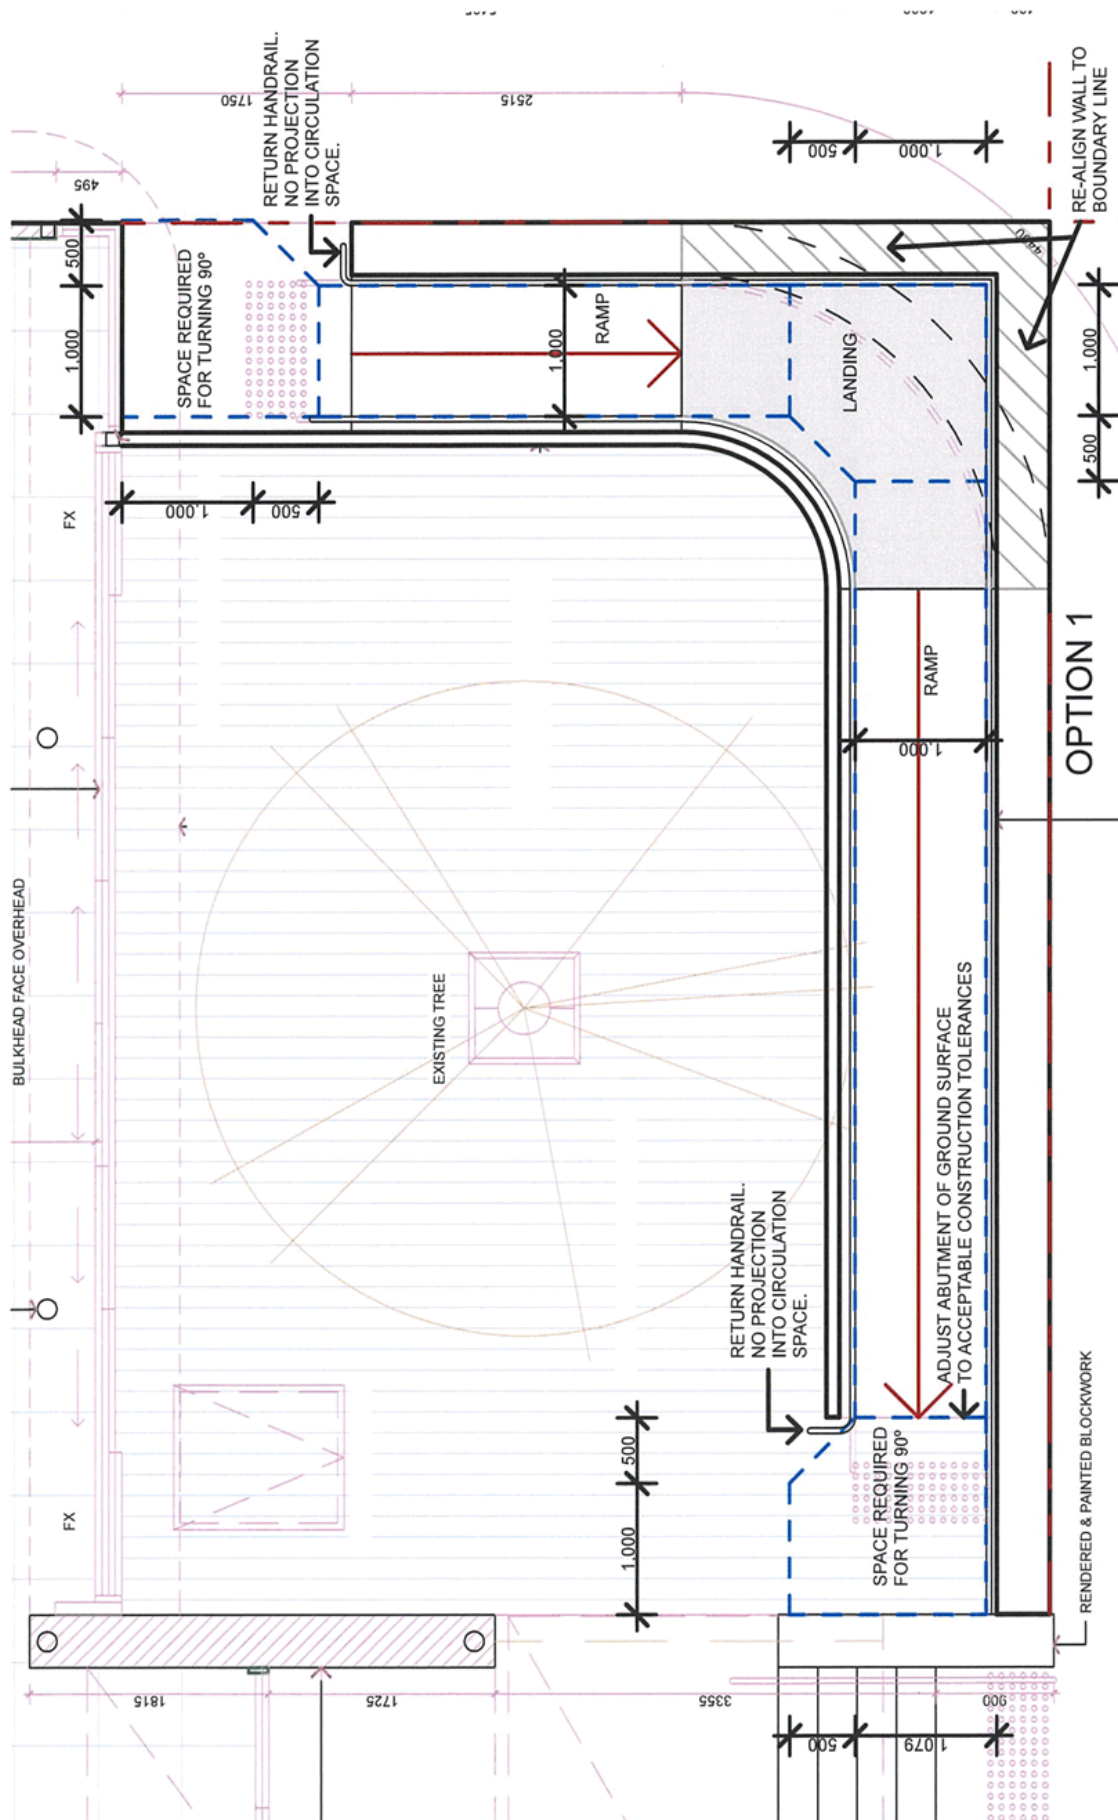 1750
2515
495
RETURN HANDRAIL.
NO PROJECTION
INTO CIRCULATION
SPACE.
500
1.000
RE-ALIGN WALL TO
BOUNDARY LINE
500
1.000
SPACE REQUIRED
FOR TURNING 90°
1.000
RAMP
LANDING
1.000
500
FX
1.000
500
OPTION 1
RAMP
1.000
BULKHEAD FACE OVERHEAD
EXISTING TREE
ADJUST ABUTMENT OF GROUND SURFACE
TO ACCEPTABLE CONSTRUCTION TOLERANCES
RETURN HANDRAIL.
NO PROJECTION
INTO CIRCULATION
SPACE.
500
1.000
SPACE REQUIRED
FOR TURNING 90°
FX
RENDERED & PAINTED BLOCKWORK
1815
1725
3355
900
500
1.079